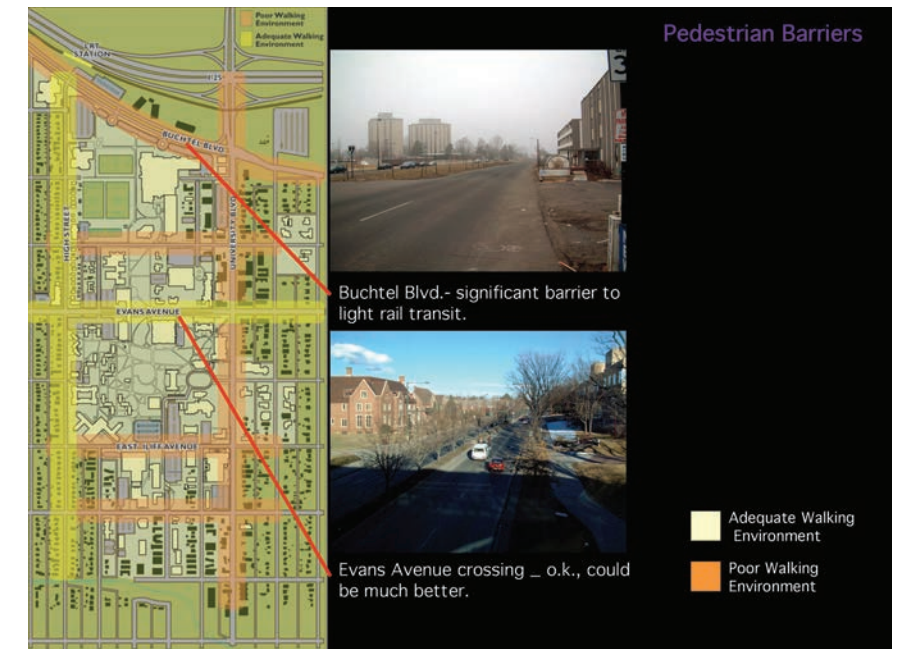 Pedestrian Barriers
Poor Walking
Environment
Adequate Walking
Environment
LRT
STATION
I-25
BUCHTEL BLVD.
HIGH STREET
UNIVERSITY BLVD.
EVANS AVENUE
EAST ILIFF AVENUE
Buchtel Blvd.- significant barrier to
light rail transit.
Evans Avenue crossing _ o.k., could
be much better.
Adequate Walking
Environment
Poor Walking
Environment